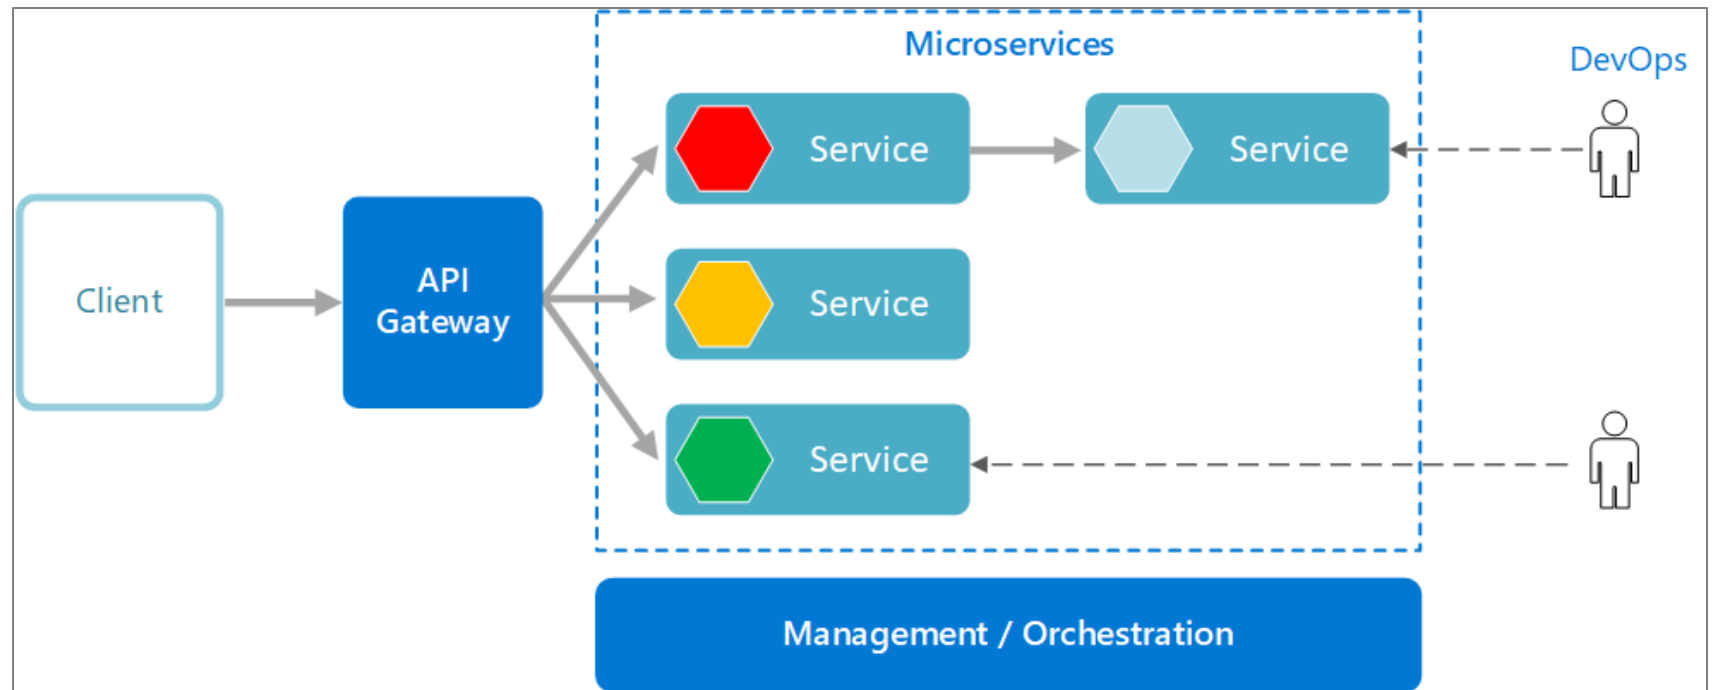 Microservices
DevOps
Service
Service
Client
API
Gateway
Service
Service
Management / Orchestration